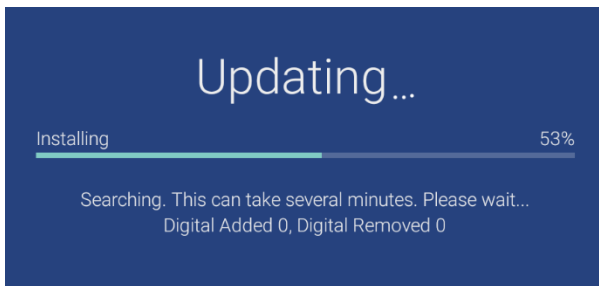 Updating...
Installing 53%
Searching. This can take several minutes. Please wait...
Digital Added 0, Digital Removed 0